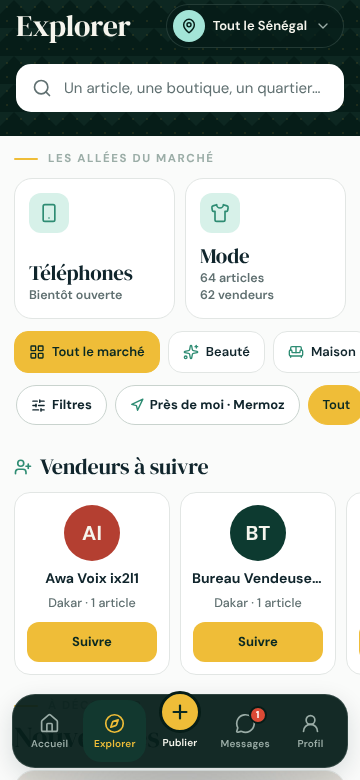 Explorer
Tout le Sénégal
Un article, une boutique, un quartier...
LES ALLÉES DU MARCHÉ
Téléphones
Bientôt ouverte
Mode
64 articles
62 vendeurs
Tout le marché
Beauté
Maison
Filtres
Près de moi · Mermoz
Tout
Vendeurs à suivre
AI
Awa Voix ix2l1
Dakar · 1 article
Suivre
BT
Bureau Vendeuse...
Dakar · 1 article
Suivre
1
Accueil
Explorer
Publier
Messages
Profil